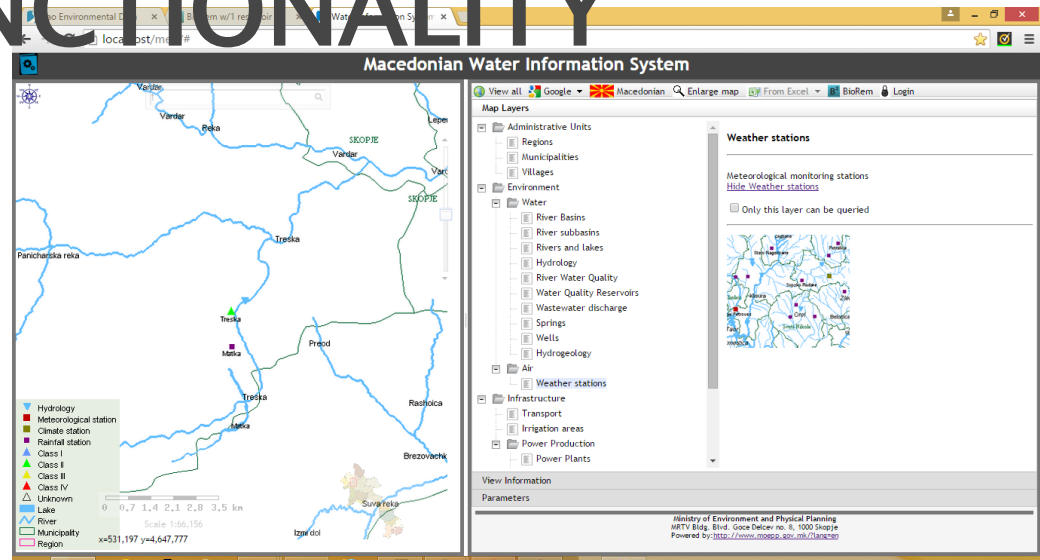 NCTIONALITY
Water Information System
localhost/me
Macedonian Water Information System
View all Google Macedonian Enlarge map From Excel BioRem Login
Map Layers
Administrative Units
Regions
Municipalities
Villages
Environment
Water
River Basins
River subbasins
Rivers and lakes
Hydrology
River Water Quality
Water Quality Reservoirs
Wastewater discharge
Springs
Wells
Hydrogeology
Air
Weather stations
Infrastructure
Transport
Irrigation areas
Power Production
Power Plants
Weather stations
Meteorological monitoring stations
Hide Weather stations
Only this layer can be queried
View Information
Parameters
Ministry of Environment and Physical Planning
MRTV Bldg, Blvd. Goce Delcev no. 8, 1000 Skopje
Powered by:http://www.moepp.gov.mk/?lang=en
Vardar
Vardar
Reka
SKOPJE
Vardar
SKOPJE
Treska
Panicharska reka
Treska
Matka
Preod
Treska
Matka
Rashoica
Brezovachk
Suva reka
Izmi dol
Hydrology
Meteorological station
Climate station
Rainfall station
Class I
Class II
Class III
Class IV
Unknown
Lake
River
Municipality
Region
0 0.7 1.4 2.1 2.8 3.5 km
Scale 1:66,156
x=531,197 y=4,647,777